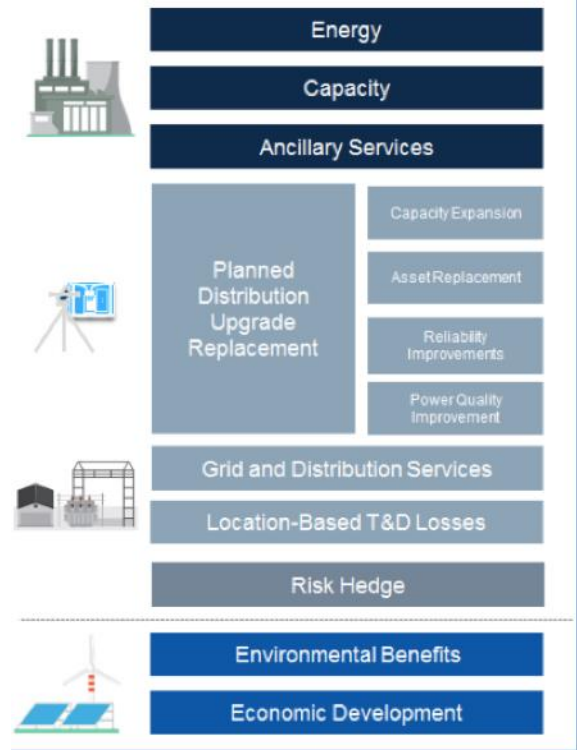 Energy
Capacity
Ancillary Services
Planned
Distribution
Upgrade
Replacement
Capacity Expansion
Asset Replacement
Reliability
Improvements
Power Quality
Improvement
Grid and Distribution Services
Location-Based T&D Losses
Risk Hedge
Environmental Benefits
Economic Development